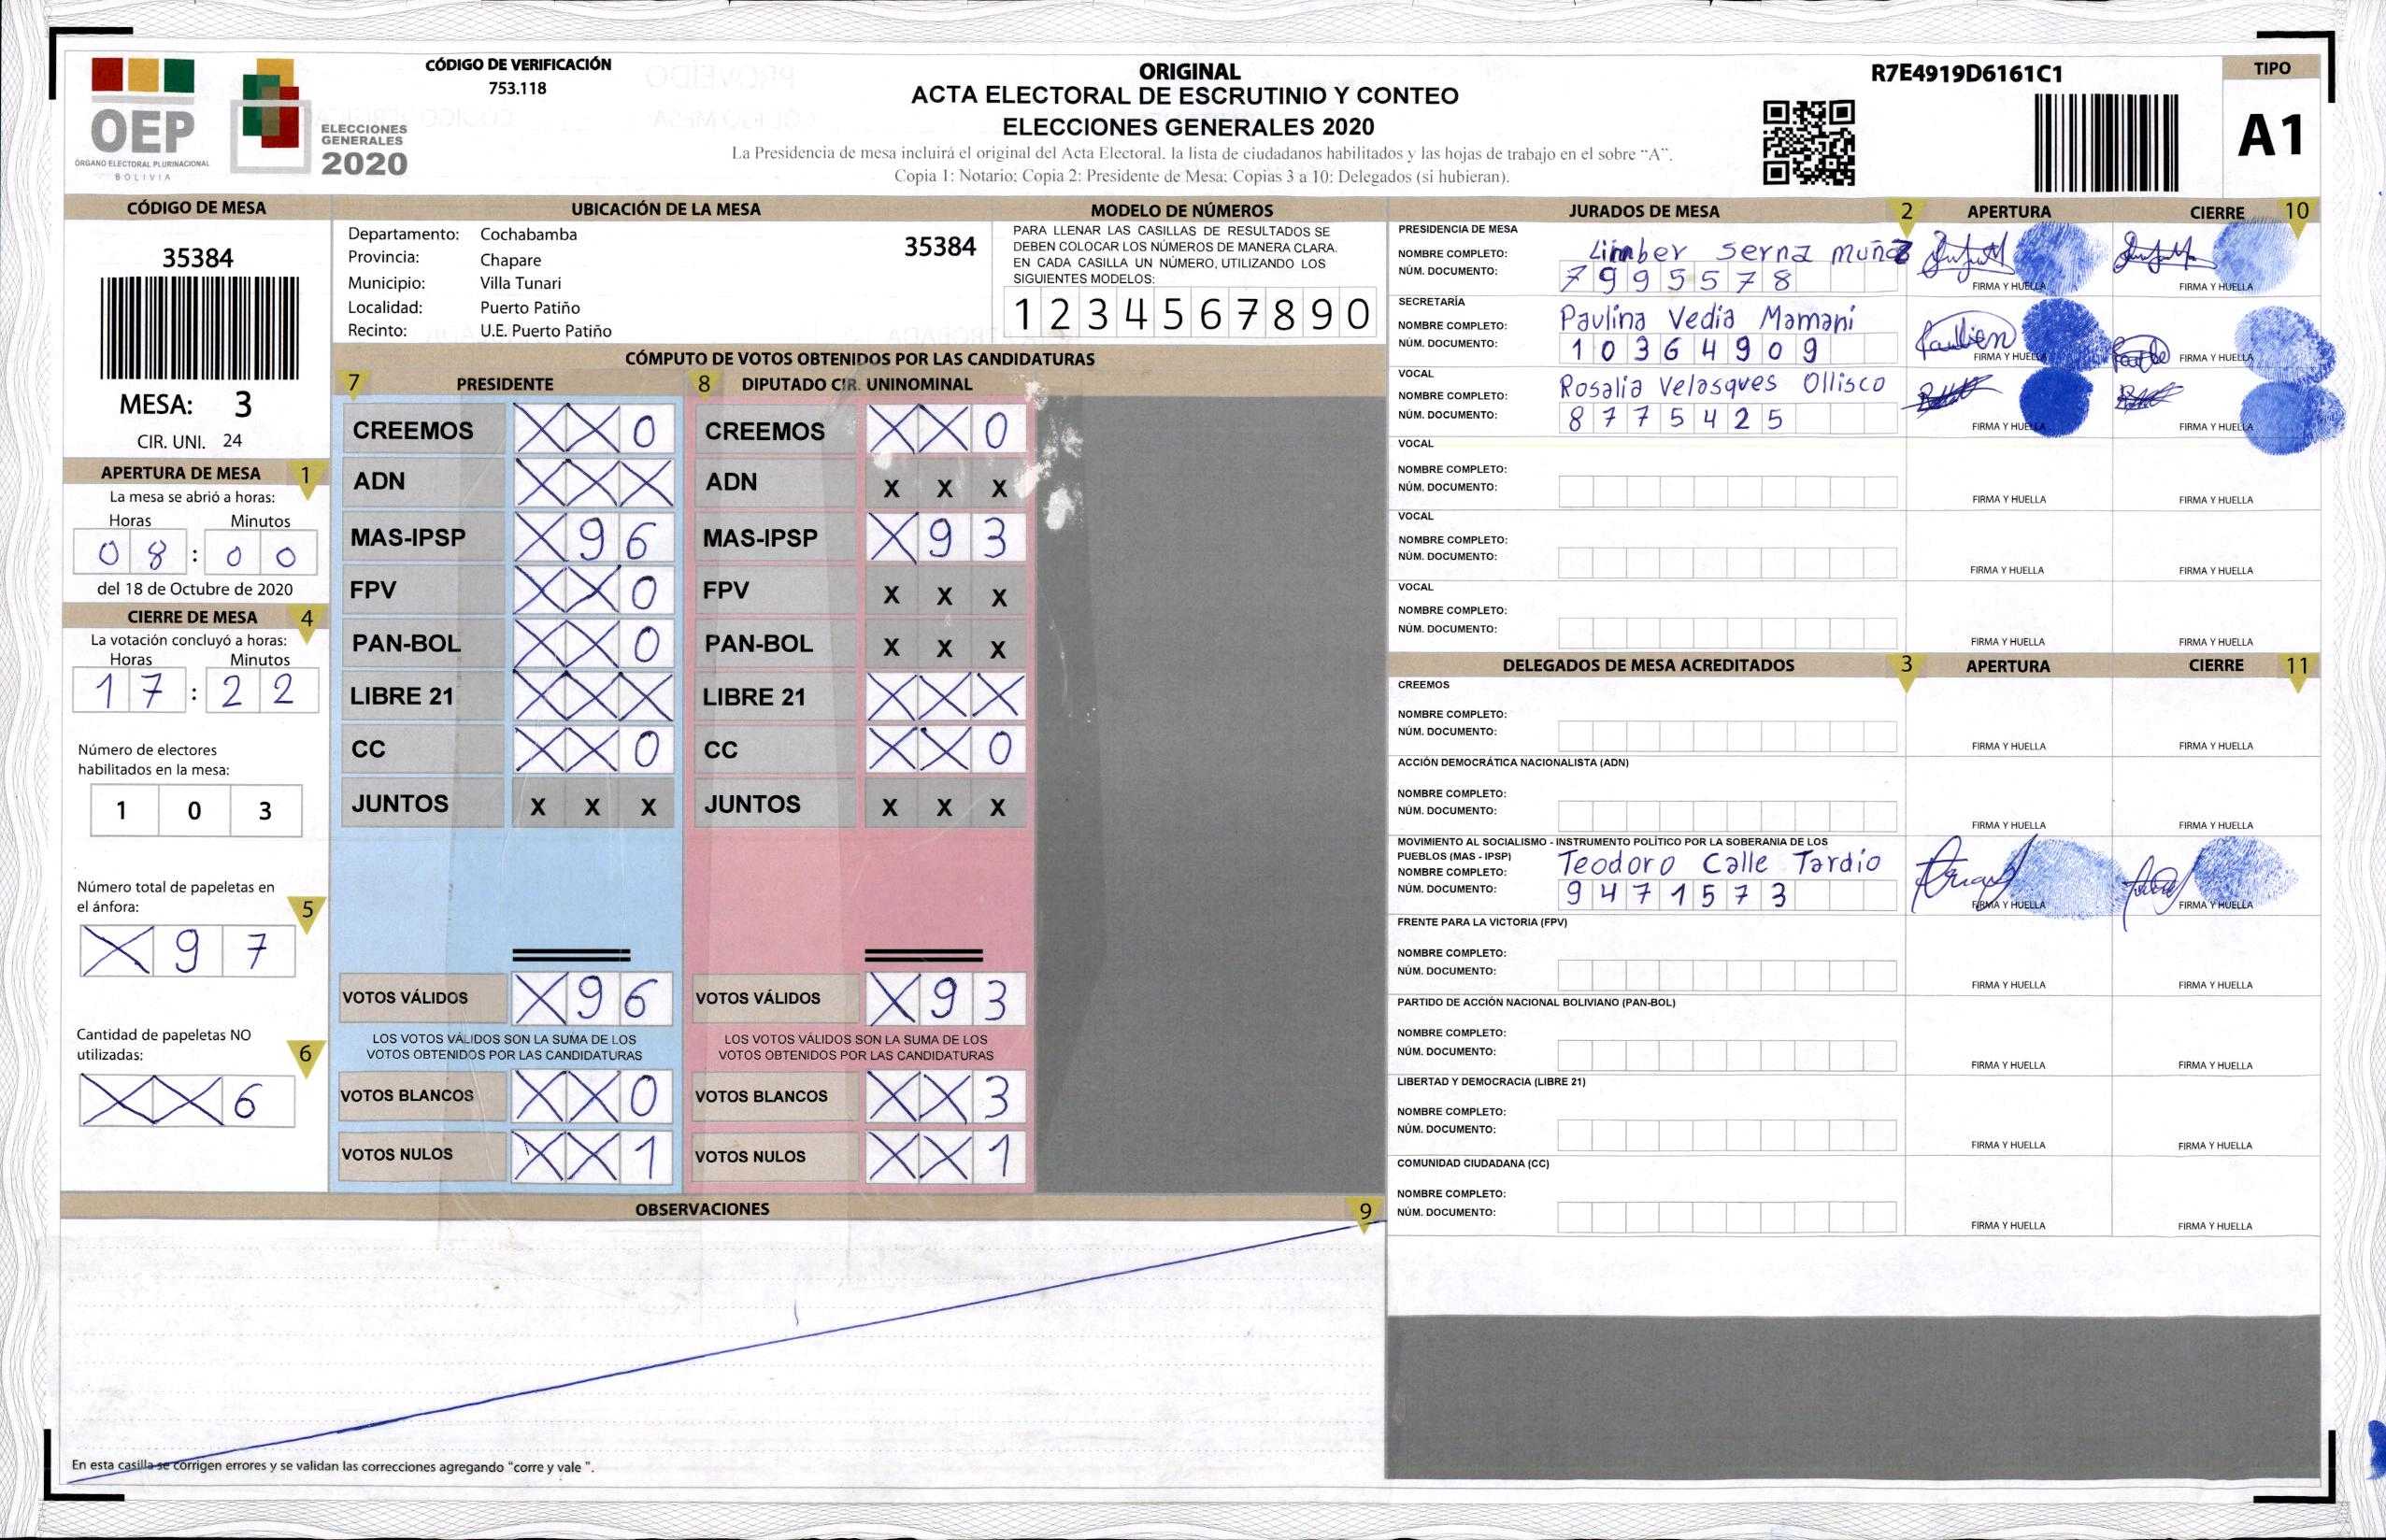 OEP
ÓRGANO ELECTORAL PLURINACIONAL
BOLIVIA
ELECCIONES
GENERALES
2020
CÓDIGO DE VERIFICACIÓN
753.118
ORIGINAL
ACTA ELECTORAL DE ESCRUTINIO Y CONTEO
ELECCIONES GENERALES 2020
La Presidencia de mesa incluirá el original del Acta Electoral, la lista de ciudadanos habilitados y las hojas de trabajo en el sobre “A”.
Copia 1: Notario; Copia 2: Presidente de Mesa; Copias 3 a 10: Delegados (si hubieran).
R7E4919D6161C1
TIPO
A1
CÓDIGO DE MESA
35384
MESA: 3
CIR. UNI. 24
APERTURA DE MESA 1
La mesa se abrió a horas:
Horas Minutos
0 8 : 0 0
del 18 de Octubre de 2020
CIERRE DE MESA 4
La votación concluyó a horas:
Horas Minutos
1 7 : 2 2
Número de electores
habilitados en la mesa:
1 0 3
Número total de papeletas en
el ánfora: 5
X 9 7
Cantidad de papeletas NO
utilizadas: 6
X X 6
UBICACIÓN DE LA MESA
Departamento: Cochabamba
Provincia: Chapare
Municipio: Villa Tunari
Localidad: Puerto Patiño
Recinto: U.E. Puerto Patiño
35384
MODELO DE NÚMEROS
PARA LLENAR LAS CASILLAS DE RESULTADOS SE
DEBEN COLOCAR LOS NÚMEROS DE MANERA CLARA.
EN CADA CASILLA UN NÚMERO, UTILIZANDO LOS
SIGUIENTES MODELOS:
1 2 3 4 5 6 7 8 9 0
CÓMPUTO DE VOTOS OBTENIDOS POR LAS CANDIDATURAS
7 PRESIDENTE
CREEMOS X X 0
ADN X X X
MAS-IPSP X 9 6
FPV X X 0
PAN-BOL X X 0
LIBRE 21 X X X
CC X X 0
JUNTOS X X X
VOTOS VÁLIDOS X 9 6
LOS VOTOS VÁLIDOS SON LA SUMA DE LOS
VOTOS OBTENIDOS POR LAS CANDIDATURAS
VOTOS BLANCOS X X 0
VOTOS NULOS X X 1
8 DIPUTADO CIR. UNINOMINAL
CREEMOS X X 0
ADN X X X
MAS-IPSP X 9 3
FPV X X X
PAN-BOL X X X
LIBRE 21 X X X
CC X X 0
JUNTOS X X X
VOTOS VÁLIDOS X 9 3
LOS VOTOS VÁLIDOS SON LA SUMA DE LOS
VOTOS OBTENIDOS POR LAS CANDIDATURAS
VOTOS BLANCOS X X 3
VOTOS NULOS X X 1
OBSERVACIONES 9
En esta casilla se corrigen errores y se validan las correcciones agregando "corre y vale ".
JURADOS DE MESA 2 APERTURA CIERRE 10
PRESIDENCIA DE MESA
NOMBRE COMPLETO: Limber Serna Muñoz
NÚM. DOCUMENTO: 7 9 9 5 5 7 8
FIRMA Y HUELLA FIRMA Y HUELLA
SECRETARÍA
NOMBRE COMPLETO: Paulina Vedia Mamani
NÚM. DOCUMENTO: 1 0 3 6 4 9 0 9
FIRMA Y HUELLA FIRMA Y HUELLA
VOCAL
NOMBRE COMPLETO: Rosalia Velasques Ollisco
NÚM. DOCUMENTO: 8 7 7 5 4 2 5
FIRMA Y HUELLA FIRMA Y HUELLA
VOCAL
NOMBRE COMPLETO:
NÚM. DOCUMENTO:
FIRMA Y HUELLA FIRMA Y HUELLA
VOCAL
NOMBRE COMPLETO:
NÚM. DOCUMENTO:
FIRMA Y HUELLA FIRMA Y HUELLA
VOCAL
NOMBRE COMPLETO:
NÚM. DOCUMENTO:
FIRMA Y HUELLA FIRMA Y HUELLA
DELEGADOS DE MESA ACREDITADOS 3 APERTURA CIERRE 11
CREEMOS
NOMBRE COMPLETO:
NÚM. DOCUMENTO:
FIRMA Y HUELLA FIRMA Y HUELLA
ACCIÓN DEMOCRÁTICA NACIONALISTA (ADN)
NOMBRE COMPLETO:
NÚM. DOCUMENTO:
FIRMA Y HUELLA FIRMA Y HUELLA
MOVIMIENTO AL SOCIALISMO - INSTRUMENTO POLÍTICO POR LA SOBERANIA DE LOS
PUEBLOS (MAS - IPSP)
NOMBRE COMPLETO: Teodoro Calle Tardio
NÚM. DOCUMENTO: 9 4 7 1 5 7 3
FIRMA Y HUELLA FIRMA Y HUELLA
FRENTE PARA LA VICTORIA (FPV)
NOMBRE COMPLETO:
NÚM. DOCUMENTO:
FIRMA Y HUELLA FIRMA Y HUELLA
PARTIDO DE ACCIÓN NACIONAL BOLIVIANO (PAN-BOL)
NOMBRE COMPLETO:
NÚM. DOCUMENTO:
FIRMA Y HUELLA FIRMA Y HUELLA
LIBERTAD Y DEMOCRACIA (LIBRE 21)
NOMBRE COMPLETO:
NÚM. DOCUMENTO:
FIRMA Y HUELLA FIRMA Y HUELLA
COMUNIDAD CIUDADANA (CC)
NOMBRE COMPLETO:
NÚM. DOCUMENTO:
FIRMA Y HUELLA FIRMA Y HUELLA